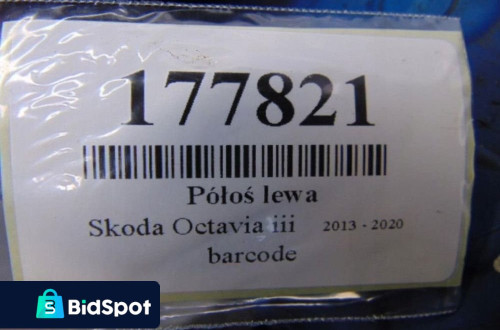 177821
Półoś lewa
Skoda Octavia iii 2013 - 2020
barcode
BidSpot